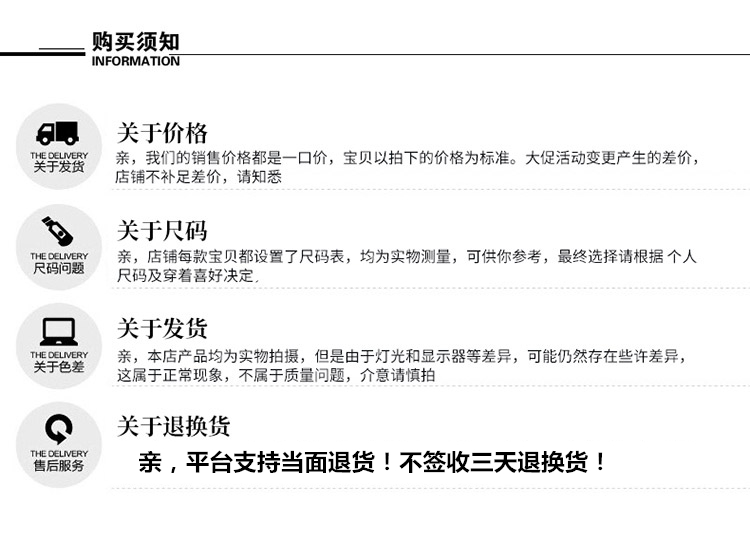 购买须知
INFORMATION
THE DELIVERY
关于发货
关于价格
亲，我们的销售价格都是一口价，宝贝以拍下的价格为标准。大促活动变更产生的差价，
店铺不补足差价，请知悉
THE DELIVERY
尺码问题
关于尺码
亲，店铺每款宝贝都设置了尺码表，均为实物测量，可供你参考，最终选择请根据 个人
尺码及穿着喜好决定,
THE DELIVERY
关于色差
关于发货
亲，本店产品均为实物拍摄，但是由于灯光和显示器等差异，可能仍然存在些许差异，
这属于正常现象，不属于质量问题，介意请慎拍
THE DELIVERY
售后服务
关于退换货
亲，平台支持当面退货！不签收三天退换货！